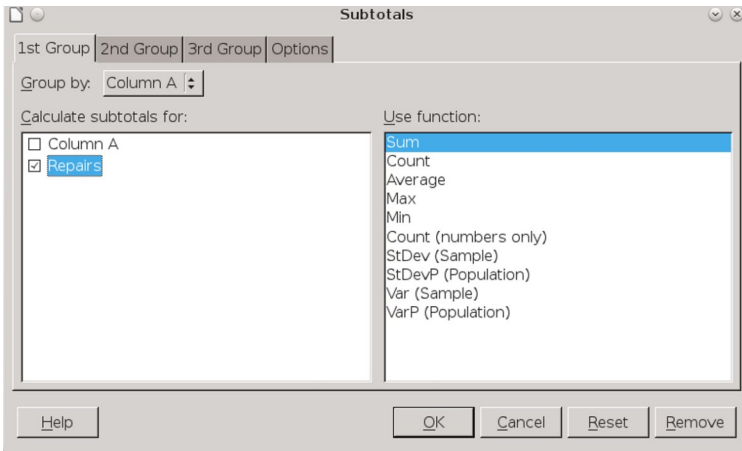 Subtotals
1st Group 2nd Group 3rd Group Options
Group by: Column A
Calculate subtotals for:
Column A
Repairs
Use function:
Sum
Count
Average
Max
Min
Count (numbers only)
StDev (Sample)
StDevP (Population)
Var (Sample)
VarP (Population)
Help OK Cancel Reset Remove